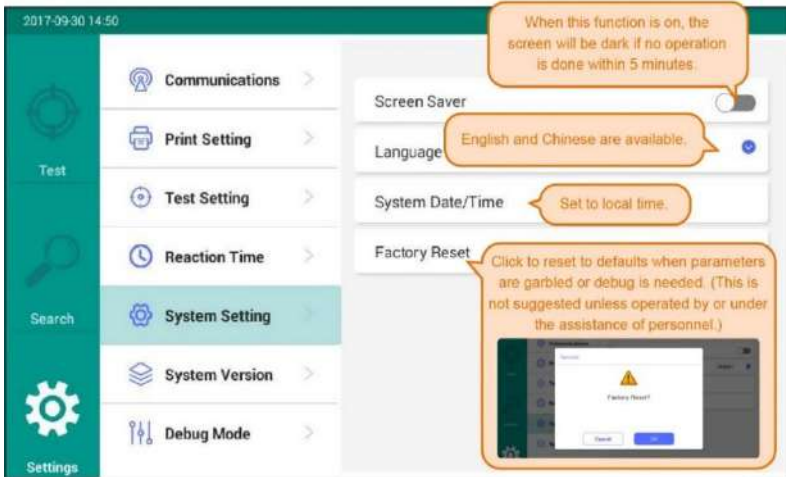 2017-09-30 14:50
When this function is on, the
screen will be dark if no operation
is done within 5 minutes.
Communications
Screen Saver
Print Setting
Language
English and Chinese are available.
Test
Test Setting
System Date/Time
Set to local time.
Reaction Time
Factory Reset
Click to reset to defaults when parameters
are garbled or debug is needed. (This is
not suggested unless operated by or under
the assistance of personnel.)
Search
System Setting
System Version
Factory Reset?
Cancel
Debug Mode
Settings